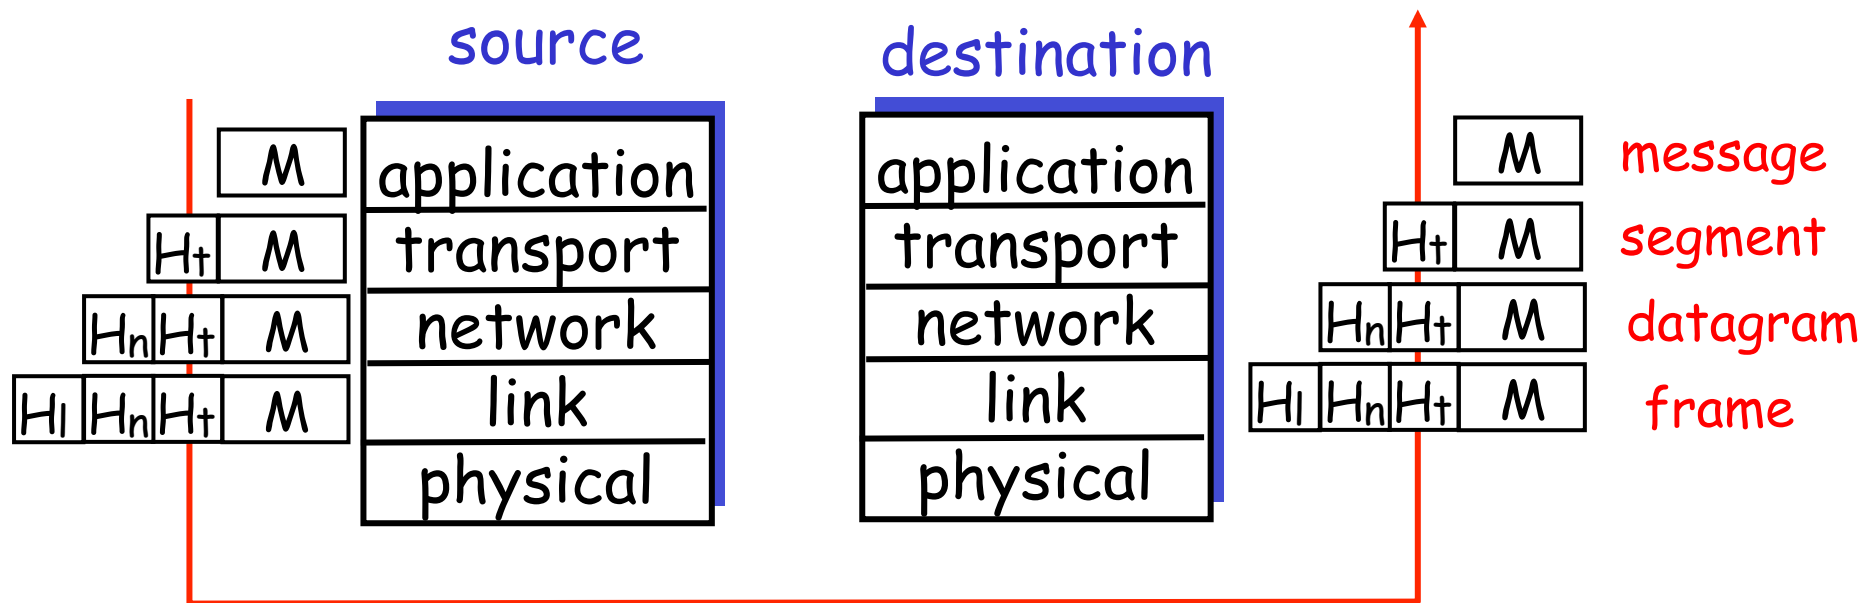 source destination
M application application M message
Ht M transport transport Ht M segment
Hn Ht M network network Hn Ht M datagram
Hl Hn Ht M link link Hl Hn Ht M frame
physical physical